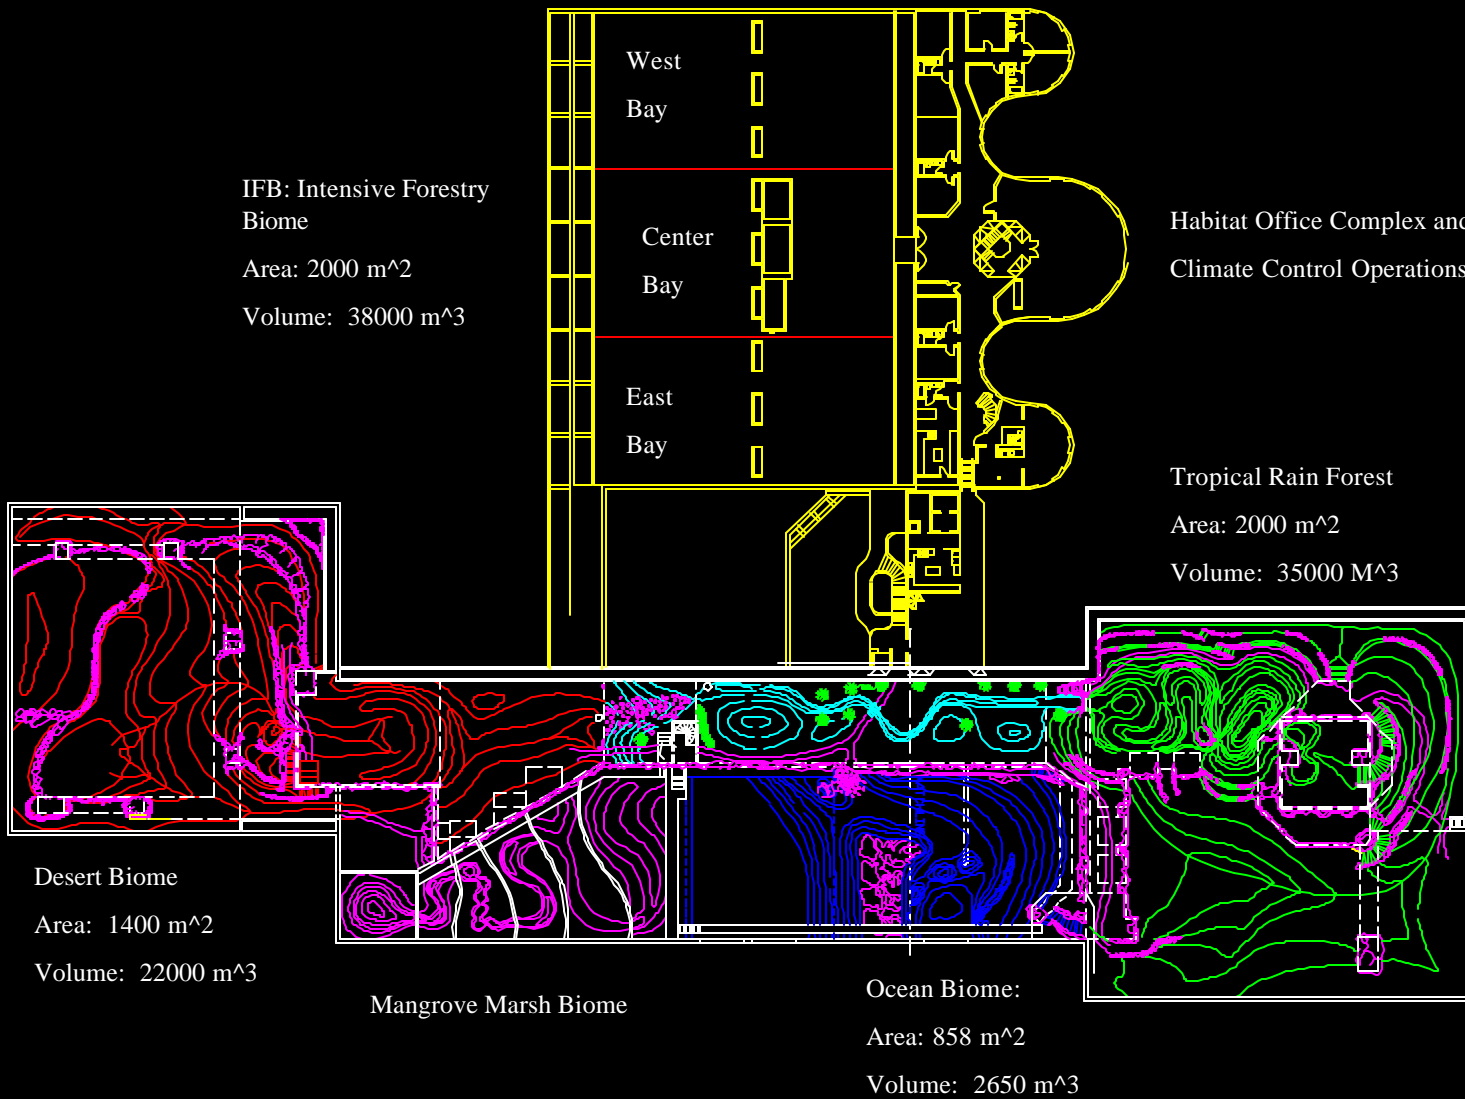 West
Bay
IFB: Intensive Forestry
Biome
Area: 2000 m^2
Volume: 38000 m^3
Center
Bay
Habitat Office Complex and
Climate Control Operations
East
Bay
Tropical Rain Forest
Area: 2000 m^2
Volume: 35000 M^3
Desert Biome
Area: 1400 m^2
Volume: 22000 m^3
Mangrove Marsh Biome
Ocean Biome:
Area: 858 m^2
Volume: 2650 m^3